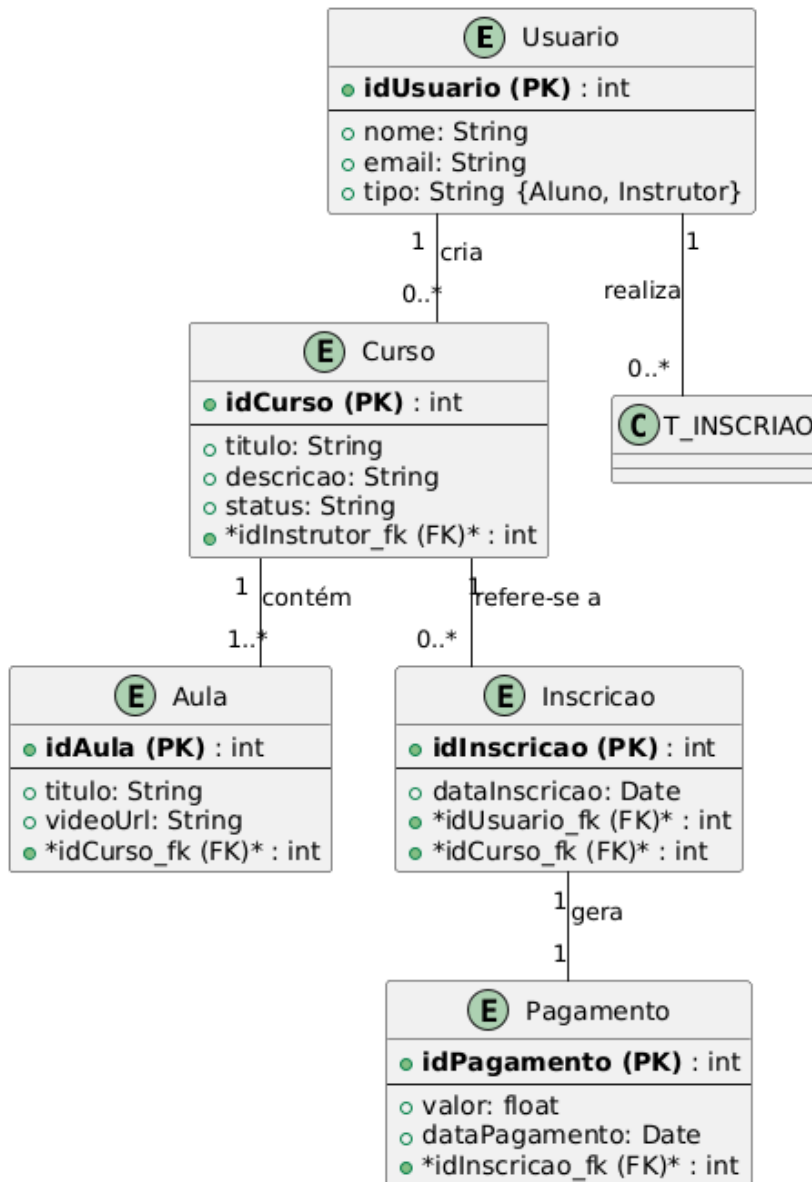 E Usuario
idUsuario (PK) : int
nome: String
email: String
tipo: String {Aluno, Instrutor}
1 1
cria
realiza
0..*
0..*
E Curso
idCurso (PK) : int
titulo: String
descricao: String
status: String
*idInstrutor_fk (FK)* : int
C T_INSCRIAO
1 contém
1 refere-se a
1..*
0..*
E Aula
idAula (PK) : int
titulo: String
videoUrl: String
*idCurso_fk (FK)* : int
E Inscricao
idInscricao (PK) : int
dataInscricao: Date
*idUsuario_fk (FK)* : int
*idCurso_fk (FK)* : int
1
gera
1
E Pagamento
idPagamento (PK) : int
valor: float
dataPagamento: Date
*idInscricao_fk (FK)* : int